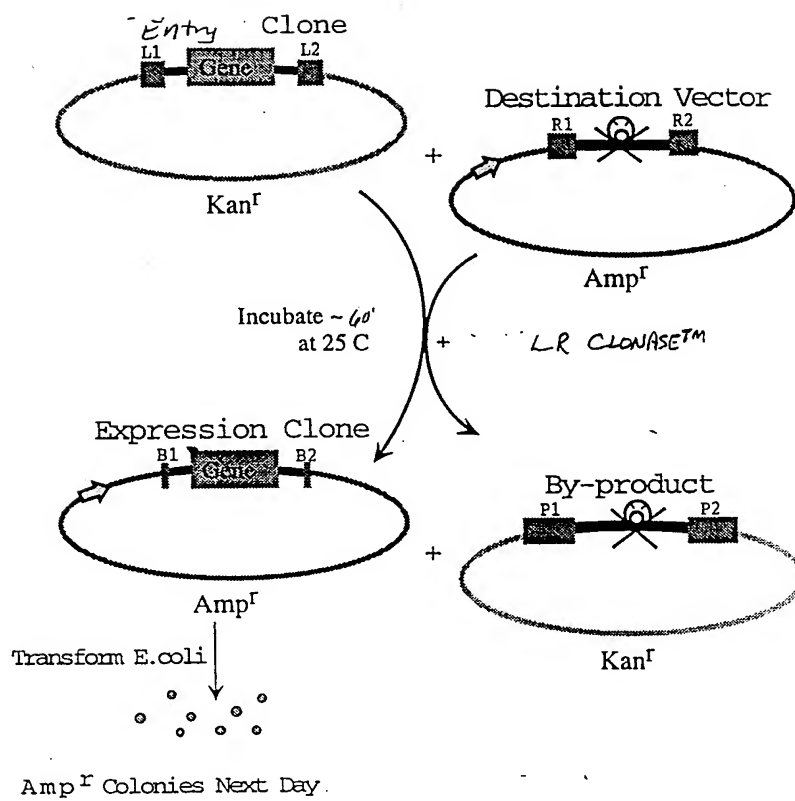 Entry Clone
L1 Gene L2
Destination Vector
R1 R2
+
Kanʳ
Ampʳ
Incubate ~ 60'
at 25 C
+ LR CLONASE™
Expression Clone
B1 Gene B2
By-product
P1 P2
+
Ampʳ
Kanʳ
Transform E.coli
Ampʳ Colonies Next Day.